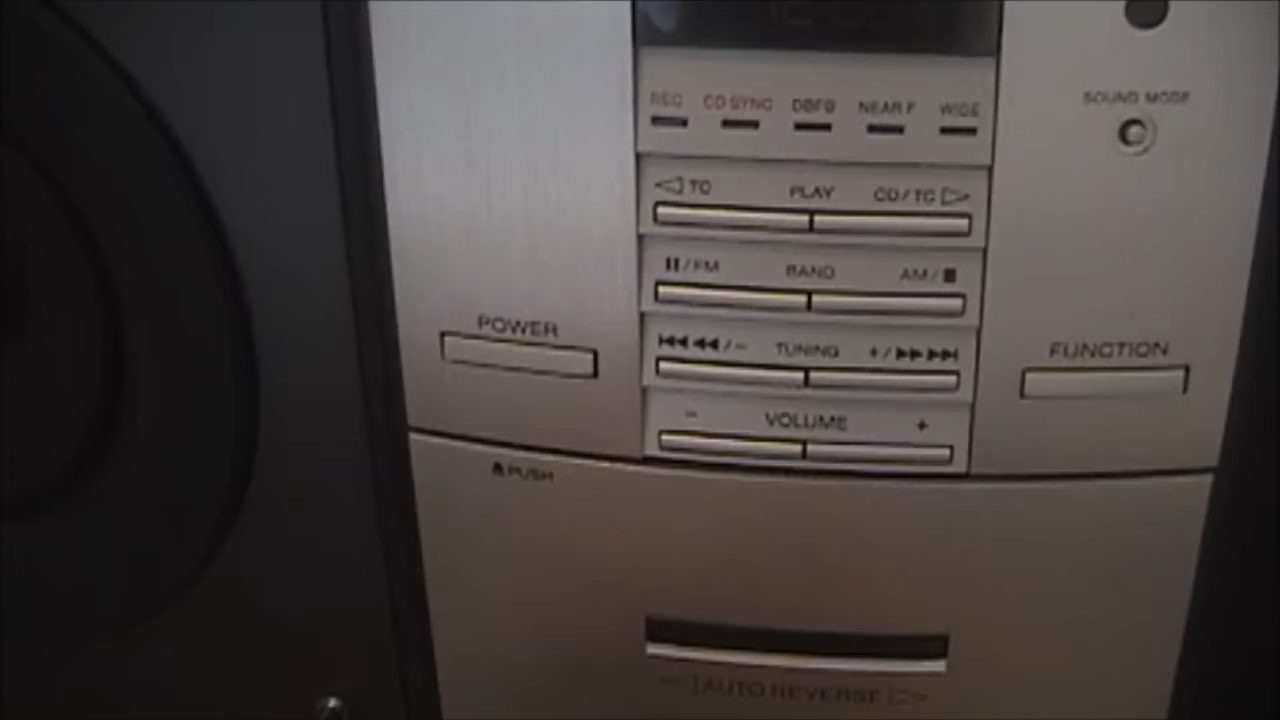 REC CD SYNC DBFB NEAR F WIDE
SOUND MODE
◁ TC PLAY CD / TC ▷
⏸ / FM BAND AM / ■
POWER
⏮ ◀◀ / − TUNING + / ▶▶ ⏭
FUNCTION
− VOLUME +
⏏ PUSH
AUTO REVERSE